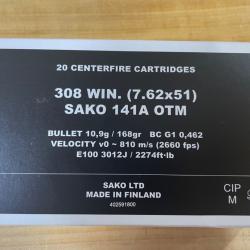 20 CENTERFIRE CARTRIDGES
308 WIN. (7.62x51)
SAKO 141A OTM
BULLET 10,9g / 168gr BC G1 0,462
VELOCITY v0 ~ 810 m/s (2660 fps)
E100 3012J / 2274ft·lb
SAKO LTD
MADE IN FINLAND
402591800
CIP
M